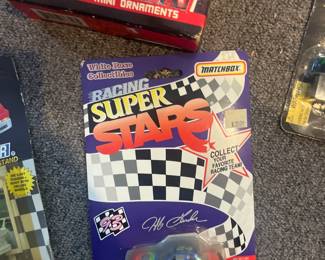 MINI ORNAMENTS
White Rose
Collectibles
MATCHBOX
RACING
SUPER
STARS
COLLECT
YOUR
FAVORITE
RACING TEAM!
STAND